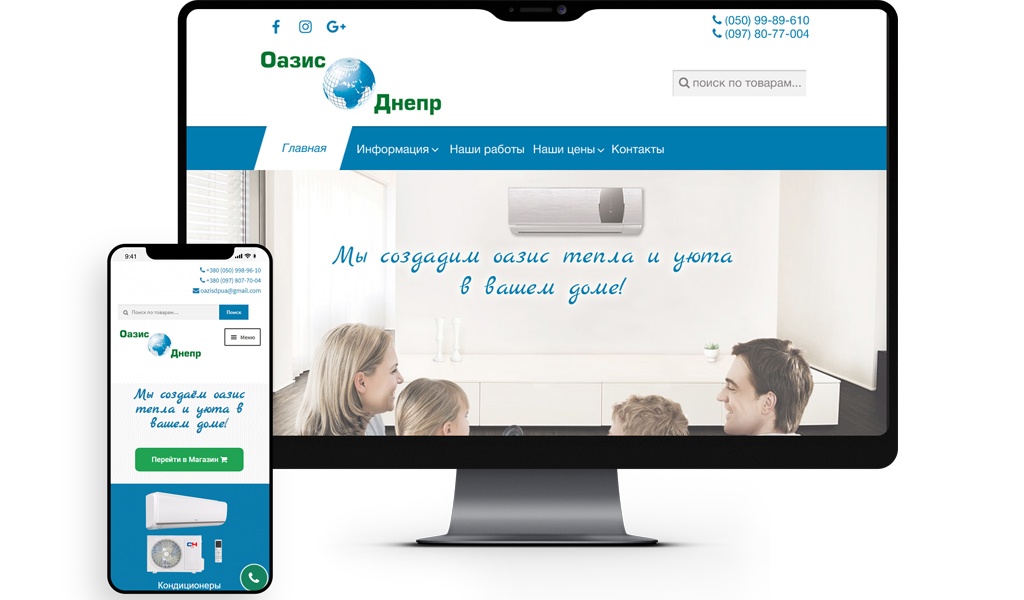 (050) 99-89-610
(097) 80-77-004
Оазис
Днепр
поиск по товарам...
Главная
Информация
Наши работы
Наши цены
Контакты
Мы создадим оазис тепла и уюта
в вашем доме!
9:41
+380 (050) 998-96-10
+380 (097) 807-70-04
oazisdpua@gmail.com
Поиск по товарам...
Поиск
Оазис
Днепр
Меню
Мы создаём оазис
тепла и уюта в
вашем доме!
Перейти в Магазин
CH
Кондиционеры